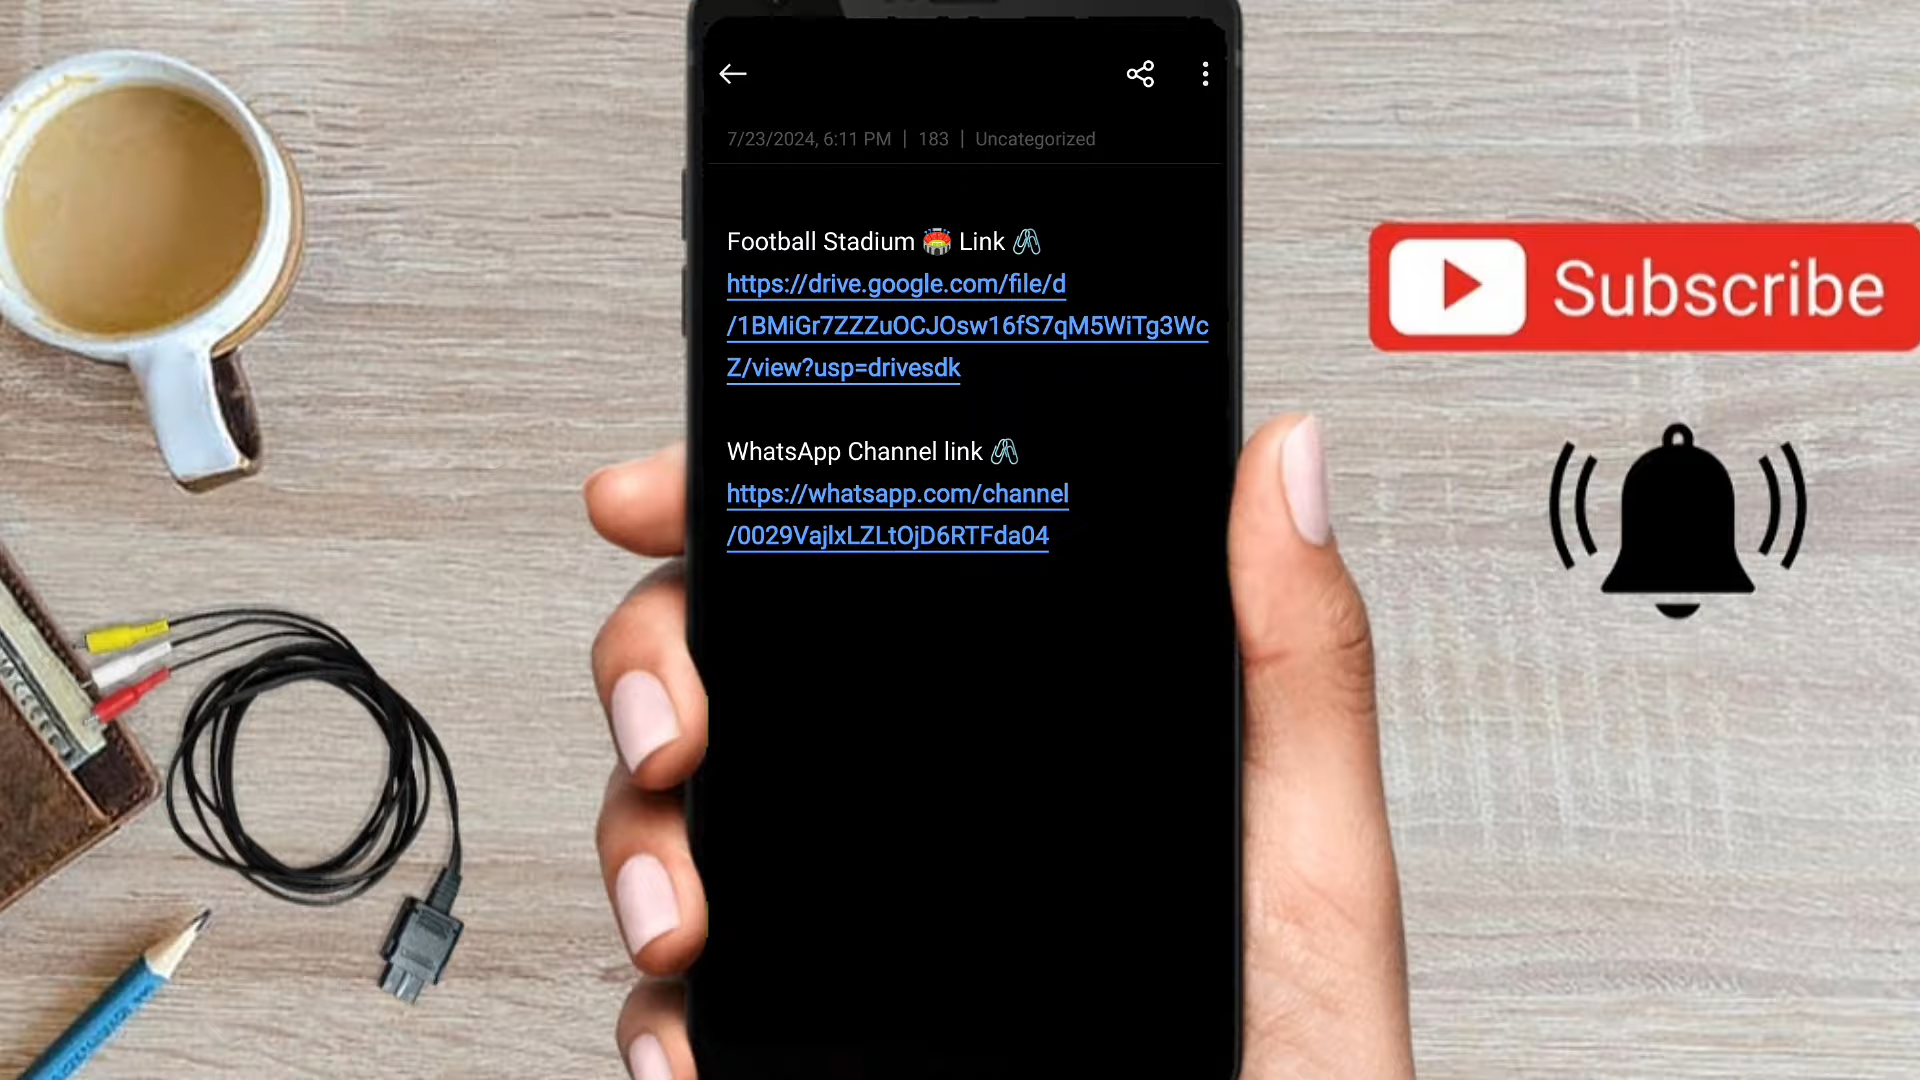 7/23/2024, 6:11 PM | 183 | Uncategorized
Football Stadium 🏟 Link 🖇
https://drive.google.com/file/d
/1BMiGr7ZZZuOCJOsw16fS7qM5WiTg3Wc
Z/view?usp=drivesdk
WhatsApp Channel link 🖇
https://whatsapp.com/channel
/0029VajlxLZLtOjD6RTFda04
Subscribe